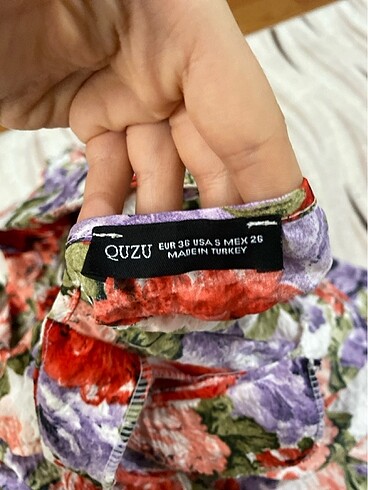 QUZU
EUR 36 USA S MEX 26
MADE IN TURKEY